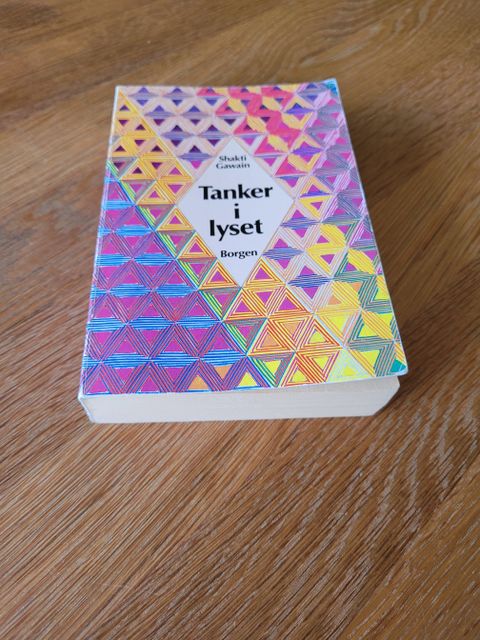 Shakti
Gawain
Tanker
i
lyset
Borgen